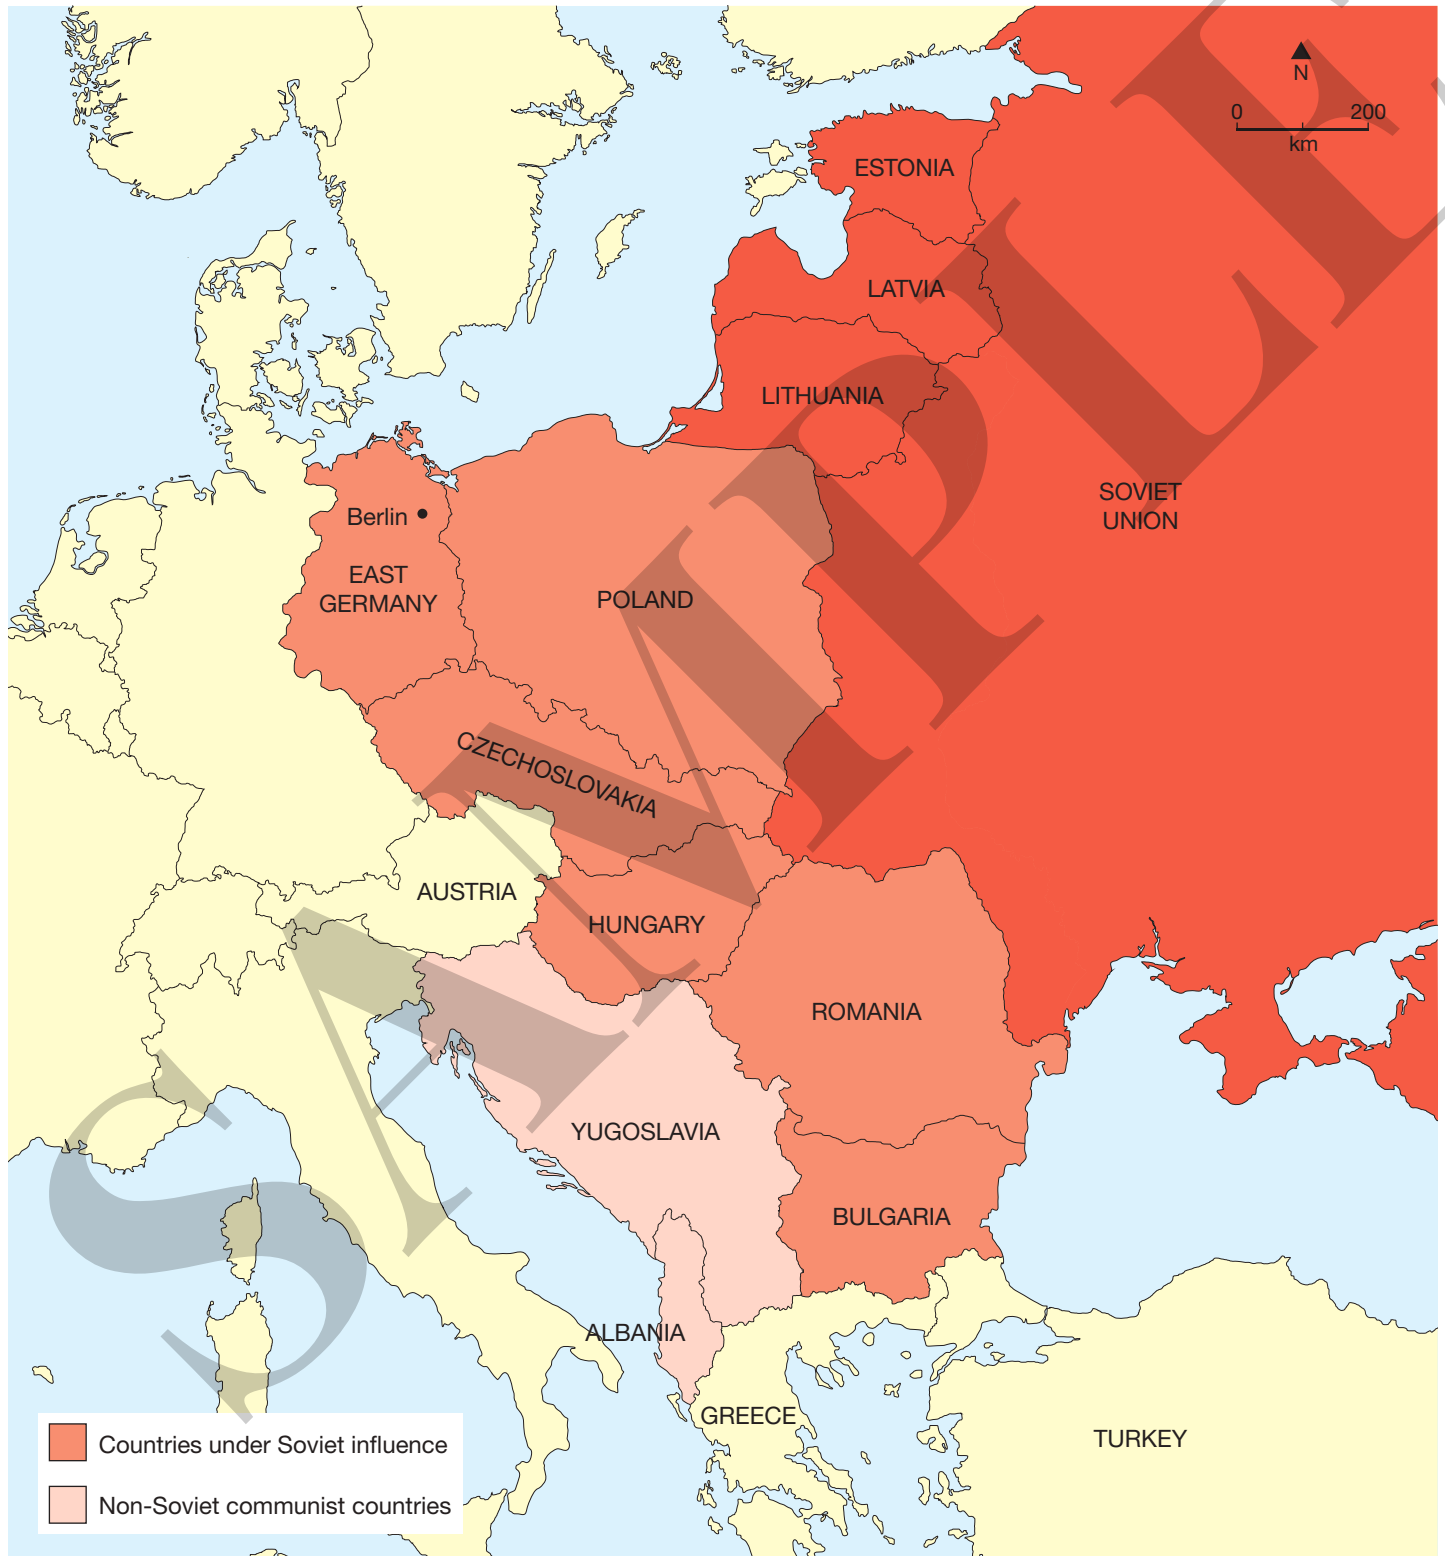 N
0 200
km
ESTONIA
LATVIA
LITHUANIA
SOVIET
UNION
Berlin
EAST
GERMANY
POLAND
CZECHOSLOVAKIA
AUSTRIA
HUNGARY
ROMANIA
YUGOSLAVIA
BULGARIA
ALBANIA
GREECE
TURKEY
Countries under Soviet influence
Non-Soviet communist countries
SAMPLE